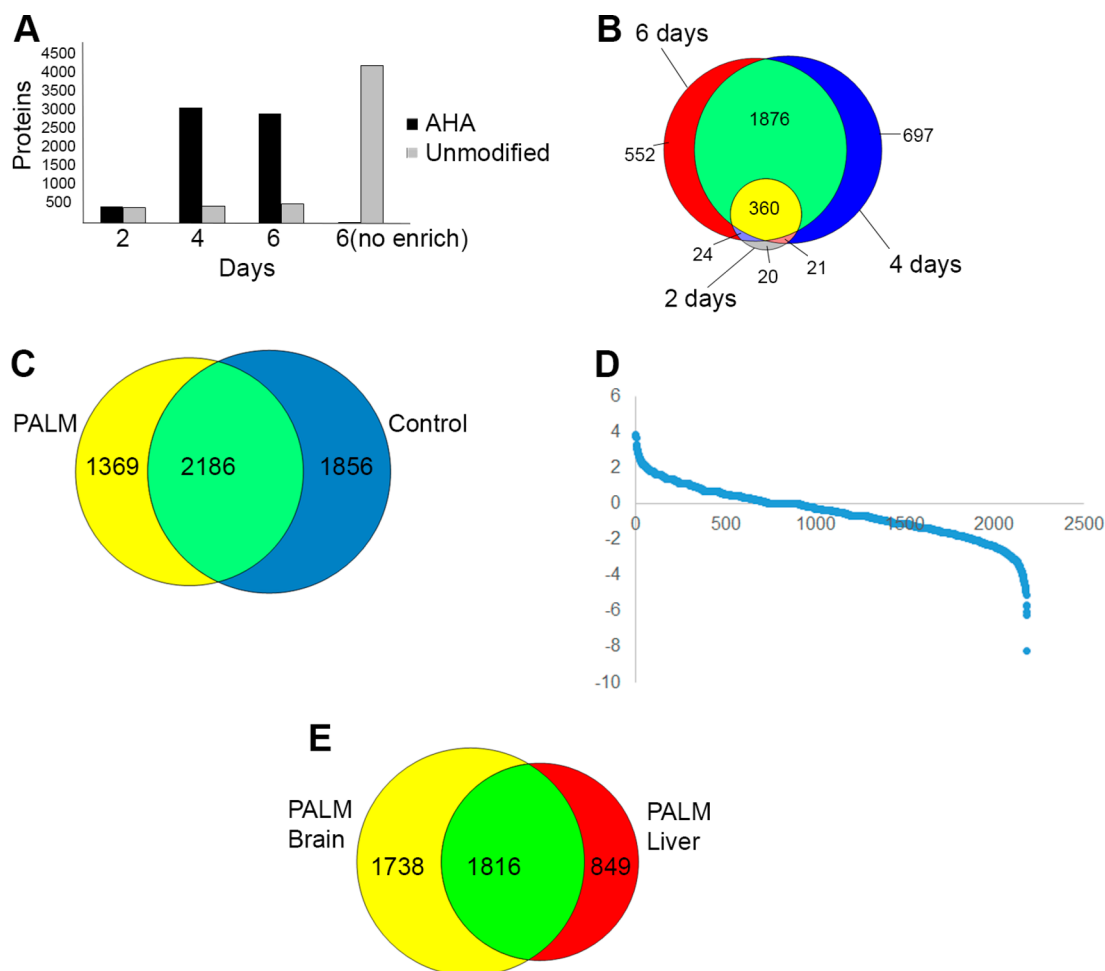 A
4500
4000
3500
3000
2500
2000
1500
1000
500
Proteins
AHA
Unmodified
2 4 6 6(no enrich)
Days
B
6 days
1876
697
552
360
24
20
21
2 days
4 days
C
PALM
Control
1369
2186
1856
D
6
4
2
0
-2
-4
-6
-8
-10
0 500 1000 1500 2000 2500
E
PALM
Brain
PALM
Liver
1738
1816
849